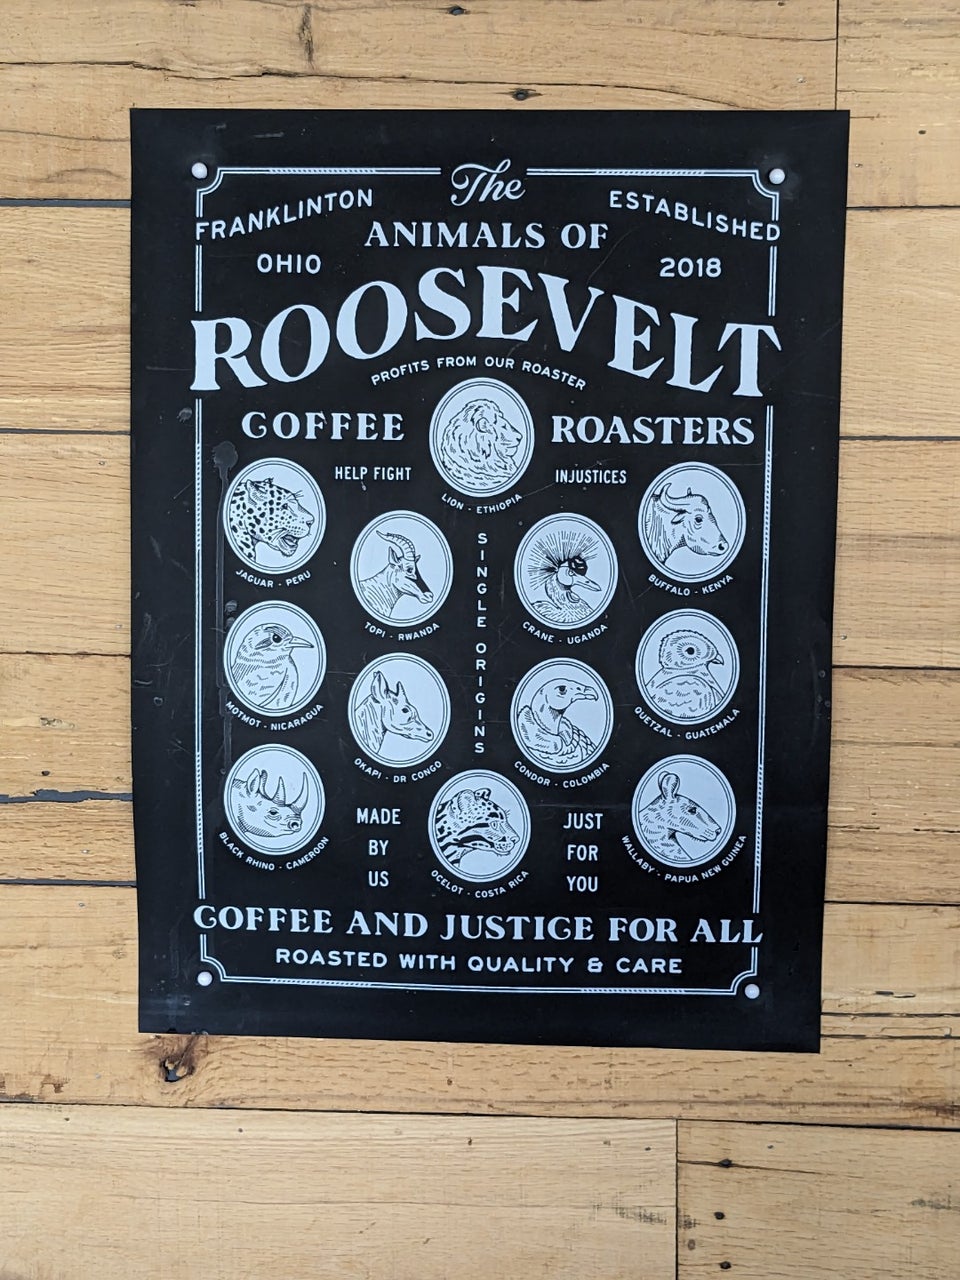 The
FRANKLINTON
ESTABLISHED
ANIMALS OF
OHIO
2018
ROOSEVELT
PROFITS FROM OUR ROASTER
COFFEE
ROASTERS
HELP FIGHT
INJUSTICES
LION - ETHIOPIA
JAGUAR - PERU
BUFFALO - KENYA
TOPI - RWANDA
CRANE - UGANDA
SINGLE ORIGINS
MOTMOT - NICARAGUA
QUETZAL - GUATEMALA
OKAPI - DR CONGO
CONDOR - COLOMBIA
BLACK RHINO - CAMEROON
OCELOT - COSTA RICA
WALLABY - PAPUA NEW GUINEA
MADE
BY
US
JUST
FOR
YOU
COFFEE AND JUSTICE FOR ALL
ROASTED WITH QUALITY & CARE